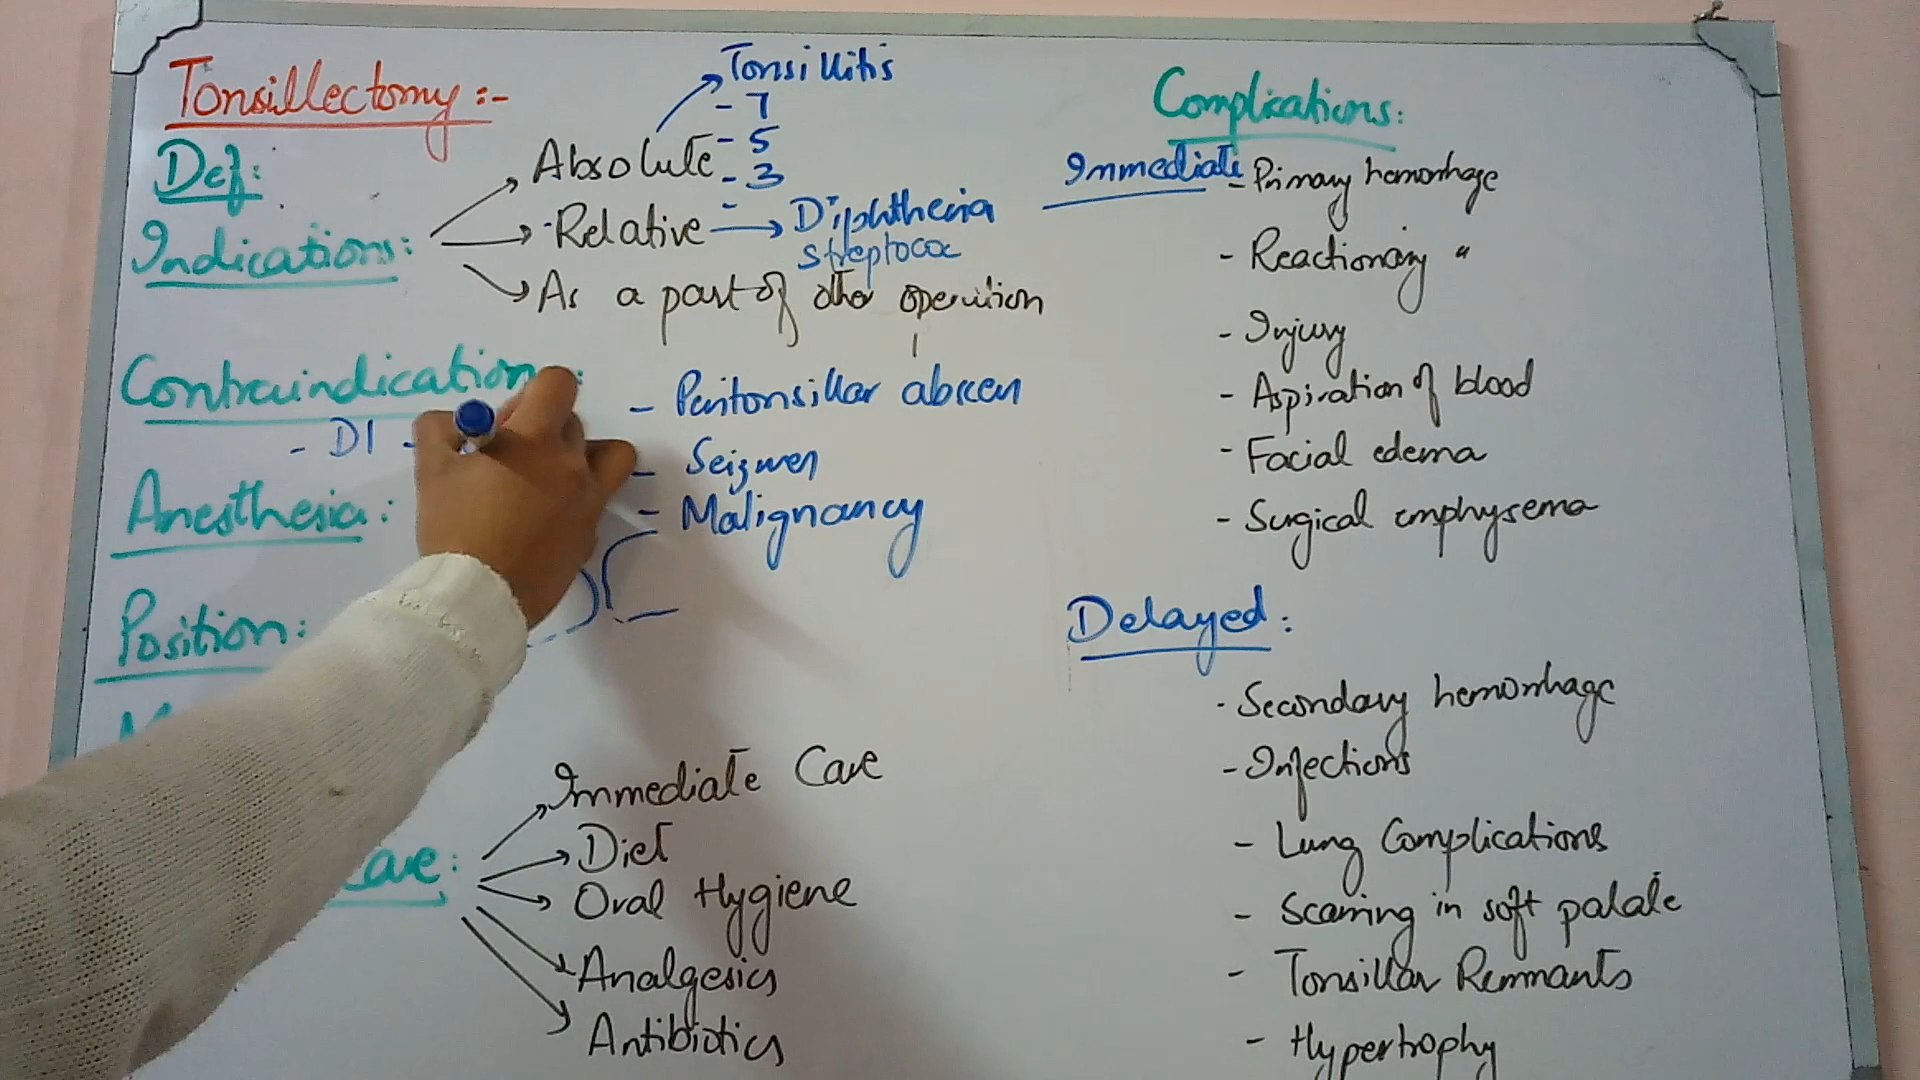 Tonsillectomy :-
Def:
Indications:
Absolute
Tonsillitis
- 7
- 5
- 3
-
Relative
Diphtheria
streptococ
As a part of other operation
Contraindication :
- DI -
- Peritonsillar abscess
- Seizures
- Malignancy
Anesthesia:
Position:
Care:
Immediate Care
Diet
Oral Hygiene
Analgesics
Antibiotics
Complications:
Immediate
- Primary hemorrhage
- Reactionary "
- Injury
- Aspiration of blood
- Facial edema
- Surgical emphysema
Delayed:
- Secondary hemorrhage
- Infections
- Lung Complications
- Scarring in soft palate
- Tonsillar Remnants
- Hypertrophy